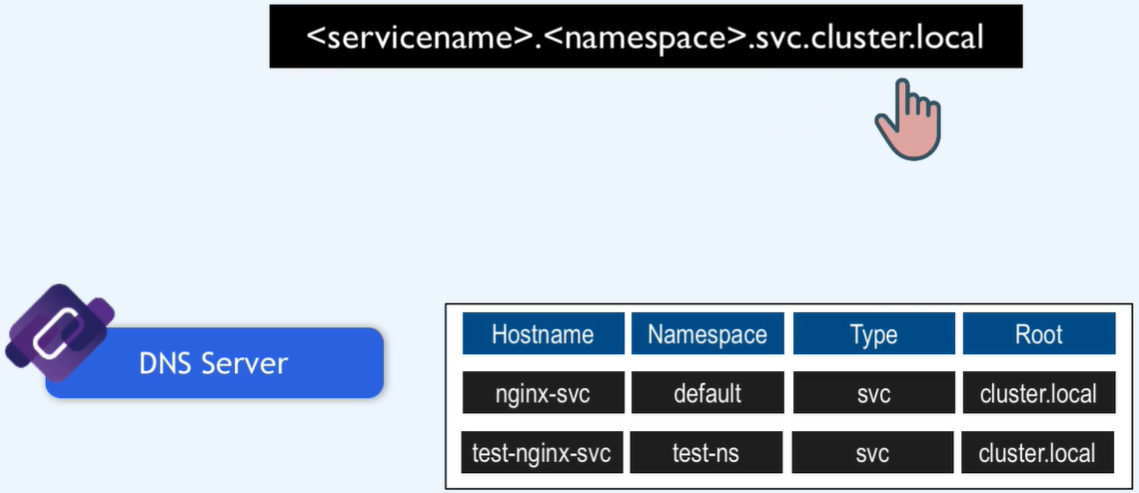 <servicename>.<namespace>.svc.cluster.local
DNS Server
Hostname Namespace Type Root
nginx-svc default svc cluster.local
test-nginx-svc test-ns svc cluster.local